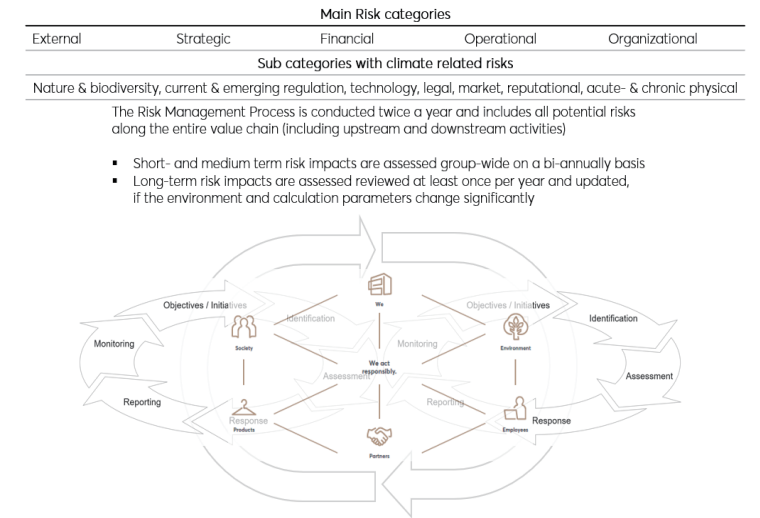 Main Risk categories
External Strategic Financial Operational Organizational
Sub categories with climate related risks
Nature & biodiversity, current & emerging regulation, technology, legal, market, reputational, acute- & chronic physical
The Risk Management Process is conducted twice a year and includes all potential risks
along the entire value chain (including upstream and downstream activities)
▪ Short- and medium term risk impacts are assessed group-wide on a bi-annually basis
▪ Long-term risk impacts are assessed reviewed at least once per year and updated,
if the environment and calculation parameters change significantly
We
Objectives / Initiatives
Objectives / Initiatives
Identification
Identification
Society
Environment
Monitoring
Monitoring
We act
responsibly.
Assessment
Assessment
Reporting
Reporting
Response
Response
Products
Employees
Partners